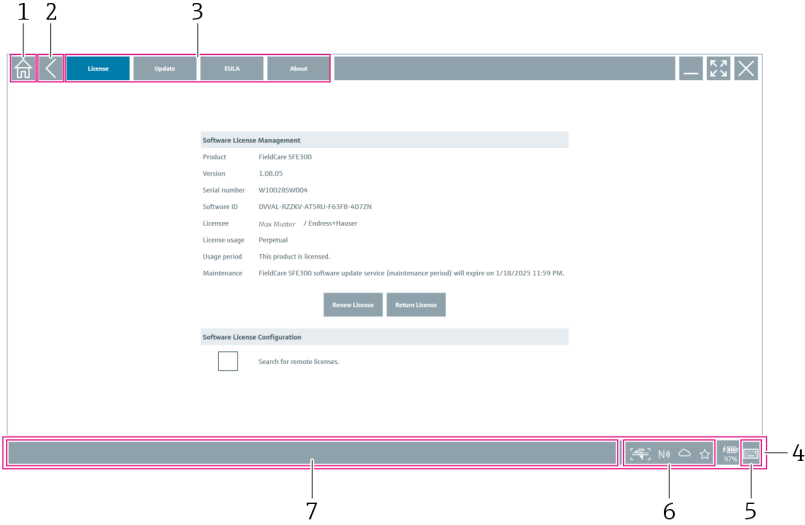 1 2 3
License Update EULA About
Software License Management
Product FieldCare SFE300
Version 1.08.05
Serial number W10028SW004
Software ID DVVAL-RZZKV-AT5RU-F63FB-4D7ZN
Licensee Max Muster / Endress+Hauser
License usage Perpetual
Usage period This product is licensed.
Maintenance FieldCare SFE300 software update service (maintenance period) will expire on 1/18/2025 11:59 PM.
Renew License Return License
Software License Configuration
Search for remote licenses.
97%
4
7 6 5